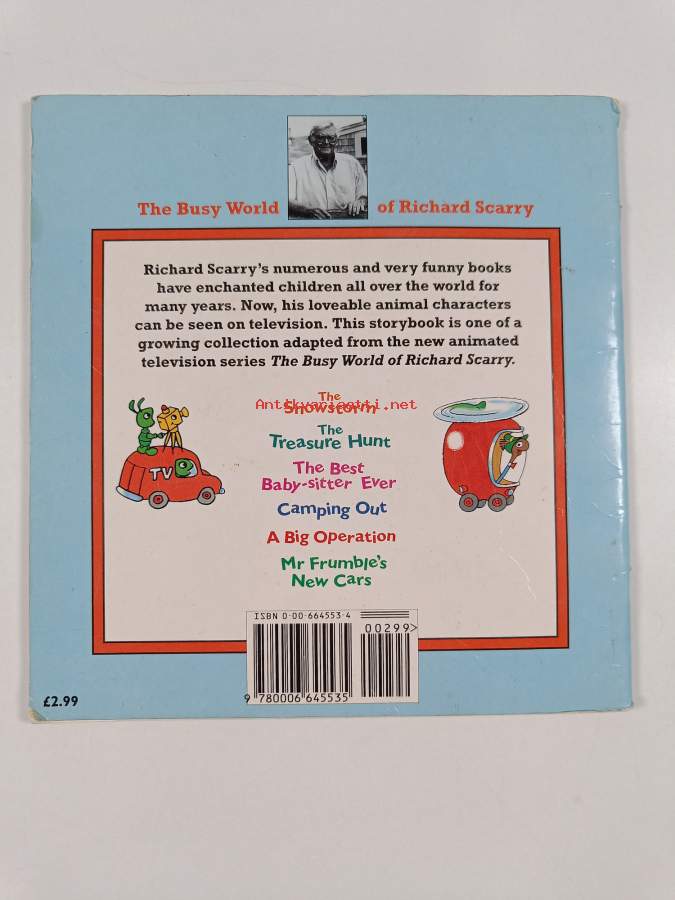 The Busy World of Richard Scarry
Richard Scarry's numerous and very funny books
have enchanted children all over the world for
many years. Now, his loveable animal characters
can be seen on television. This storybook is one of a
growing collection adapted from the new animated
television series The Busy World of Richard Scarry.
The
Snowstorm
Antikvariaatti.net
The
Treasure Hunt
TV
The Best
Baby-sitter Ever
Camping Out
A Big Operation
Mr Frumble's
New Cars
ISBN 0-00-664553-4
00299>
9 780006 645535
£2.99